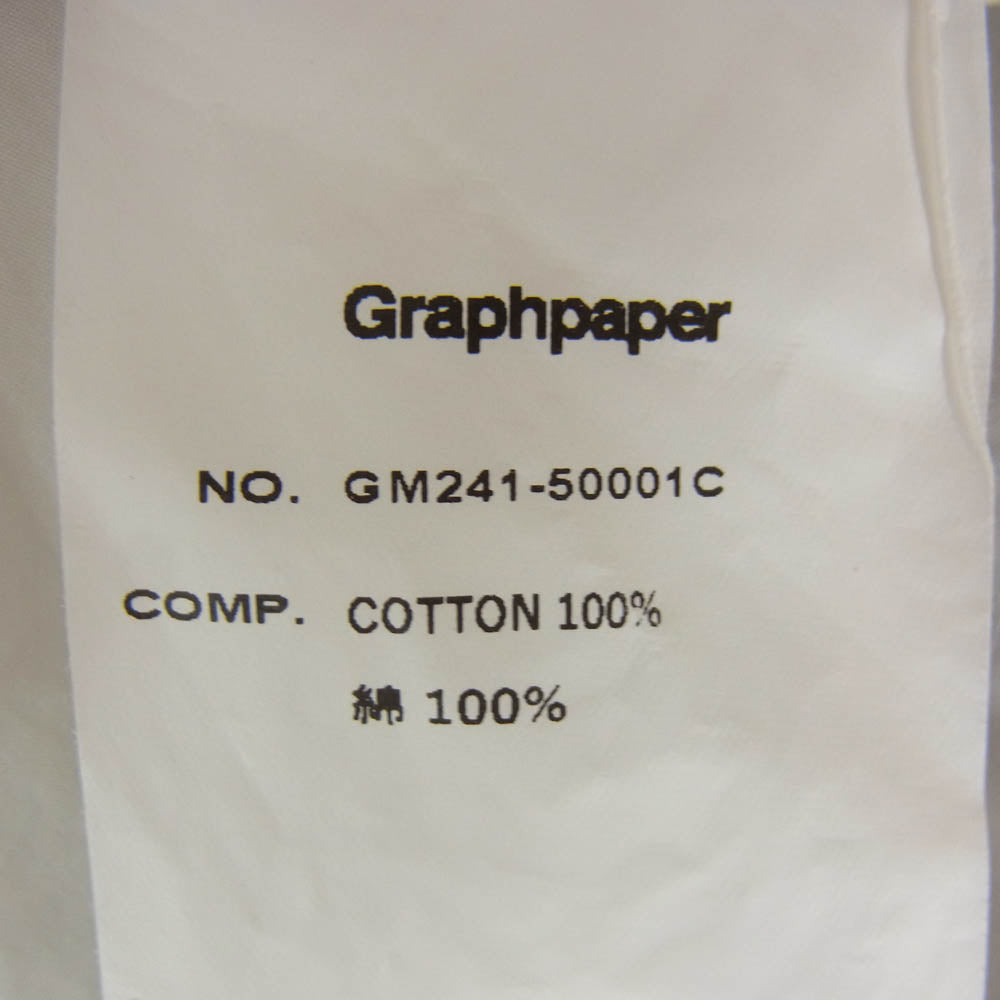 Graphpaper
NO. GM241-50001C
COMP. COTTON 100%
綿 100%